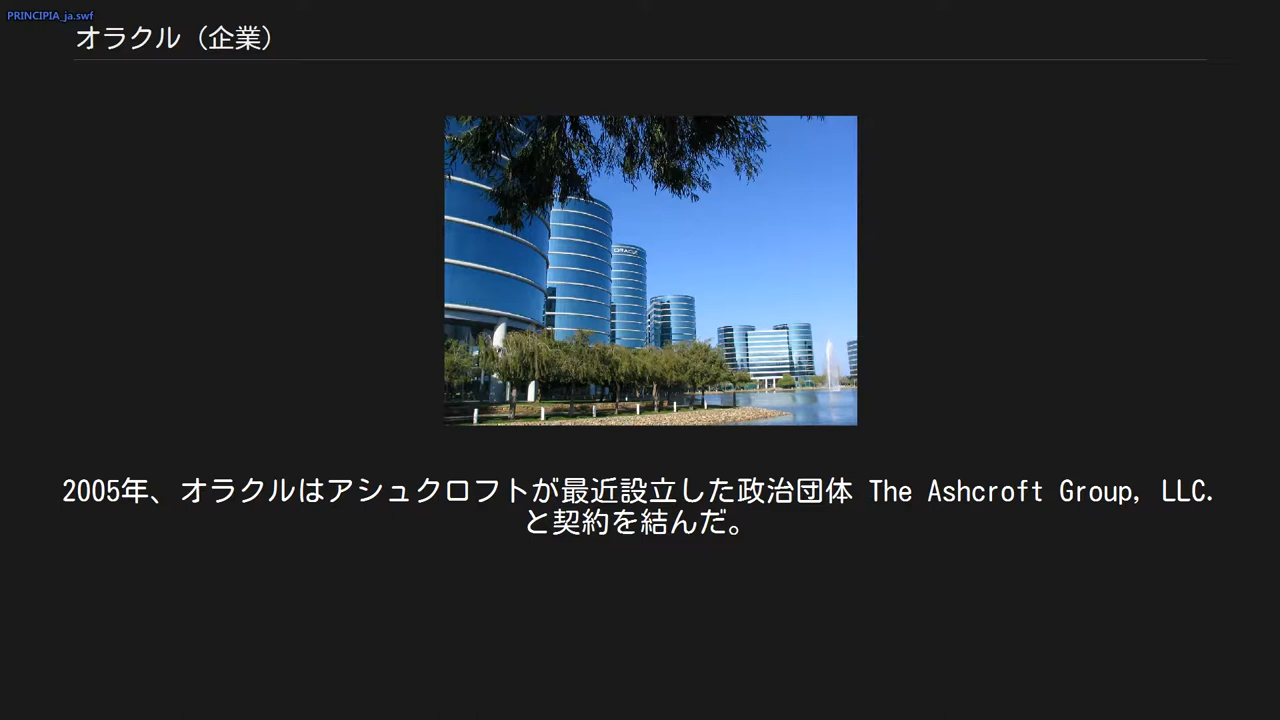 PRINCIPIA_ja.swf
オラクル（企業）
ORACLE
2005年、オラクルはアシュクロフトが最近設立した政治団体 The Ashcroft Group, LLC.
と契約を結んだ。